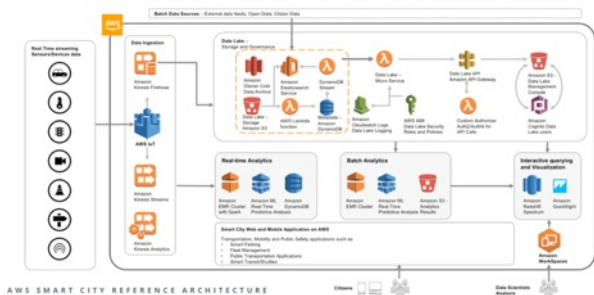 Batch Data Sources – External data feeds, Open Data, Citizen Data
aws
Real Time streaming
Sensors/Devices data
Data Ingestion
Amazon
Kinesis Firehose
AWS IoT
Amazon
Kinesis Streams
Amazon
Kinesis Analytics
Data Lake –
Storage and Governance
Amazon
Glacier Cold
Data Archive
Amazon
Elasticsearch
Service
DynamoDB
Stream
Data Lake -
Storage
Amazon S3
AWS Lambda
function
Metadata –
Amazon
DynamoDB
Data Lake –
Micro Service
Data Lake API
Amazon API Gateway
Amazon S3 -
Data Lake
Management
Console
Amazon
Cloudwatch Logs
Data Lake Logging
AWS IAM
Data Lake Security
Roles and Policies
Custom Authorizer
API Calls
Amazon
Cognito Data
Lake users
Real-time Analytics
Amazon
EMR Cluster
with Spark
Amazon ML
Real-Time
Predictive Analysis
Amazon
DynamoDB
Batch Analytics
Amazon
EMR Cluster
Amazon ML
Real-Time
Predictive Analysis
Amazon S3 -
Analytics
Results
Interactive querying
and Visualization
Amazon
Redshift
Spectrum
Amazon
QuickSight
Smart City Web and Mobile Application on AWS
Transportation, Mobility and Public Safety applications such as
• Smart Parking
• Fleet Management
• Public Transportation Applications
• Smart Transit/Shuttles
Amazon
WorkSpaces
AWS SMART CITY REFERENCE ARCHITECTURE
Citizens
Data Scientists
Analysis